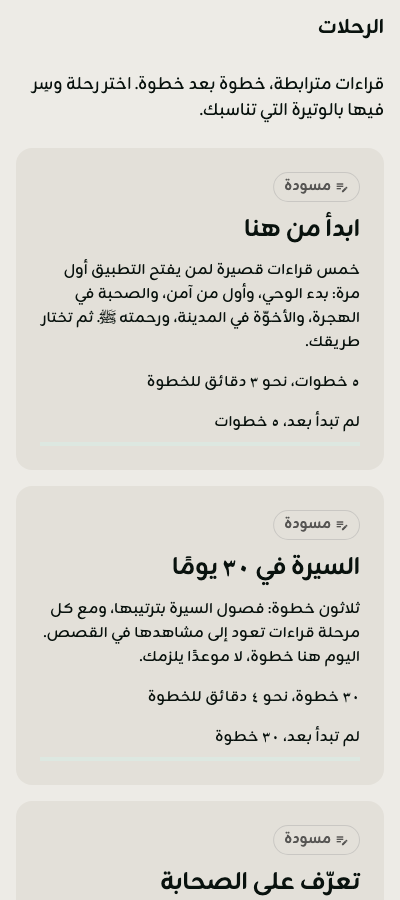 الرحلات
قراءات مترابطة، خطوة بعد خطوة. اختر رحلة وسِر
فيها بالوتيرة التي تناسبك.
مسودة
ابدأ من هنا
خمس قراءات قصيرة لمن يفتح التطبيق أول
مرة: بدء الوحي، وأول من آمن، والصحبة في
الهجرة، والأخوّة في المدينة، ورحمته ﷺ. ثم تختار
طريقك.
٥ خطوات، نحو ٣ دقائق للخطوة
لم تبدأ بعد، ٥ خطوات
مسودة
السيرة في ٣٠ يومًا
ثلاثون خطوة: فصول السيرة بترتيبها، ومع كل
مرحلة قراءات تعود إلى مشاهدها في القصص.
اليوم هنا خطوة، لا موعدًا يلزمك.
٣٠ خطوة، نحو ٤ دقائق للخطوة
لم تبدأ بعد، ٣٠ خطوة
مسودة
تعرّف على الصحابة